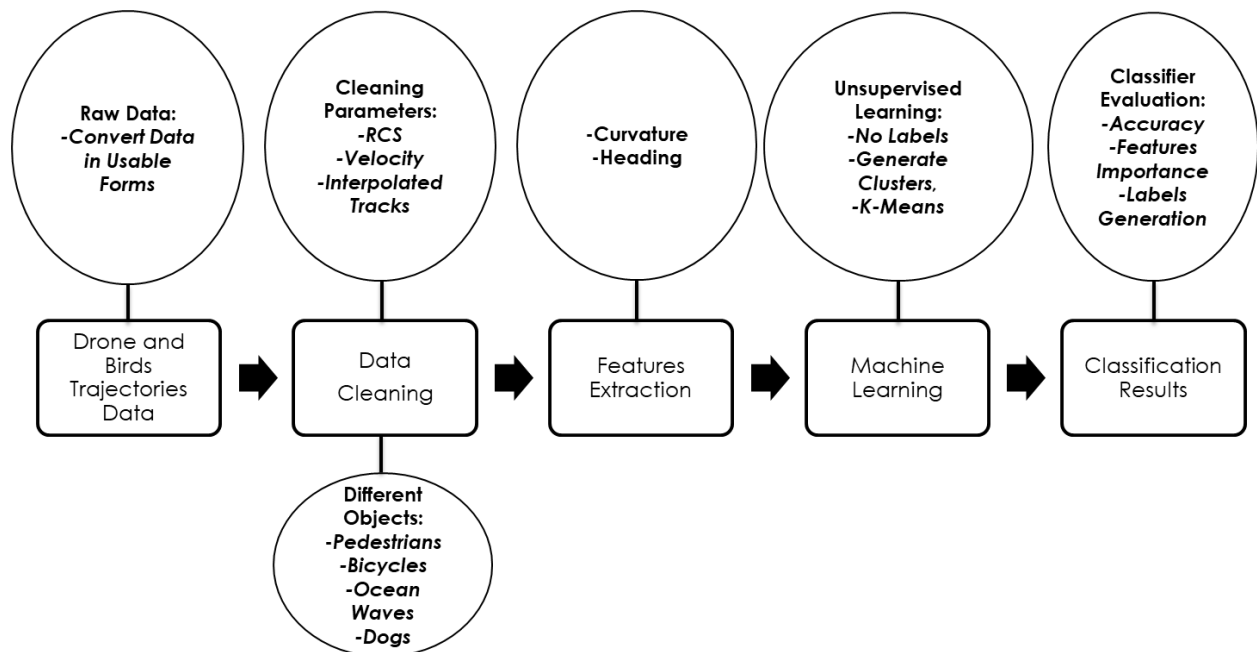 Raw Data:
-Convert Data
in Usable
Forms
Cleaning
Parameters:
-RCS
-Velocity
-Interpolated
Tracks
-Curvature
-Heading
Unsupervised
Learning:
-No Labels
-Generate
Clusters,
-K-Means
Classifier
Evaluation:
-Accuracy
-Features
Importance
-Labels
Generation
Drone and
Birds
Trajectories
Data
Data
Cleaning
Features
Extraction
Machine
Learning
Classification
Results
Different
Objects:
-Pedestrians
-Bicycles
-Ocean
Waves
-Dogs